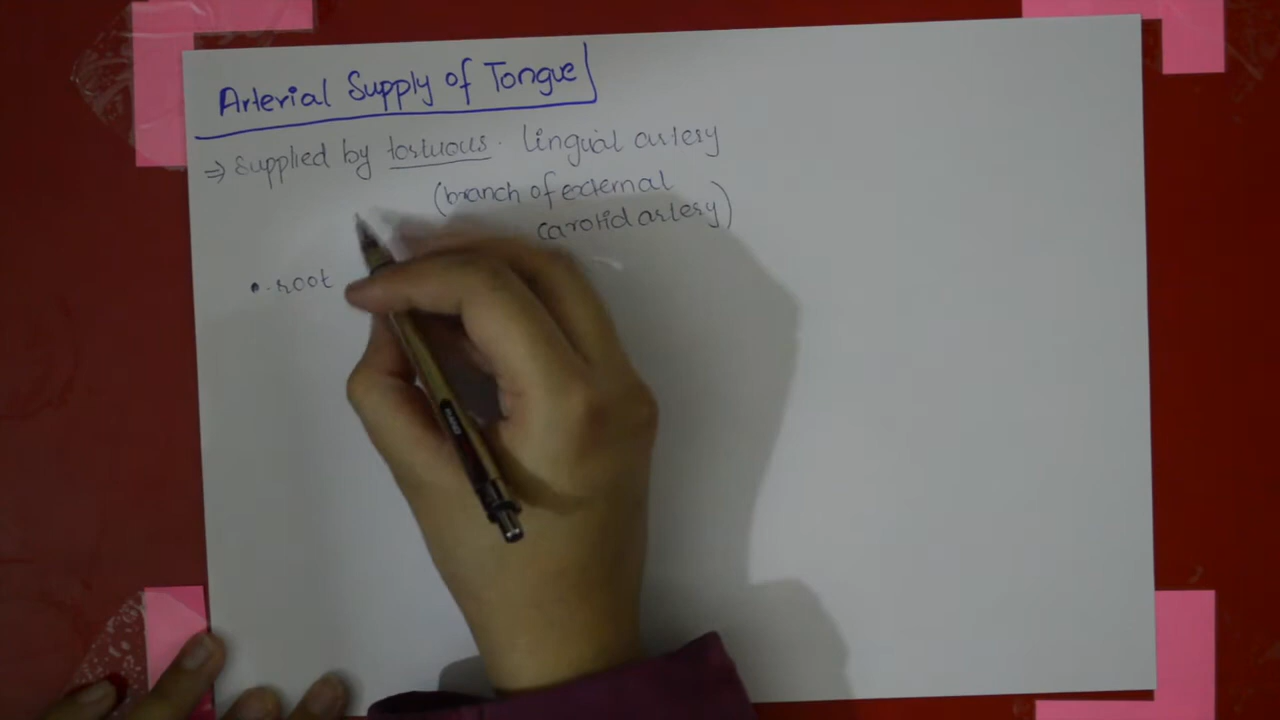 Arterial Supply of Tongue
⇒ Supplied by tortuous. lingual artery
(branch of external
carotid artery)
• root